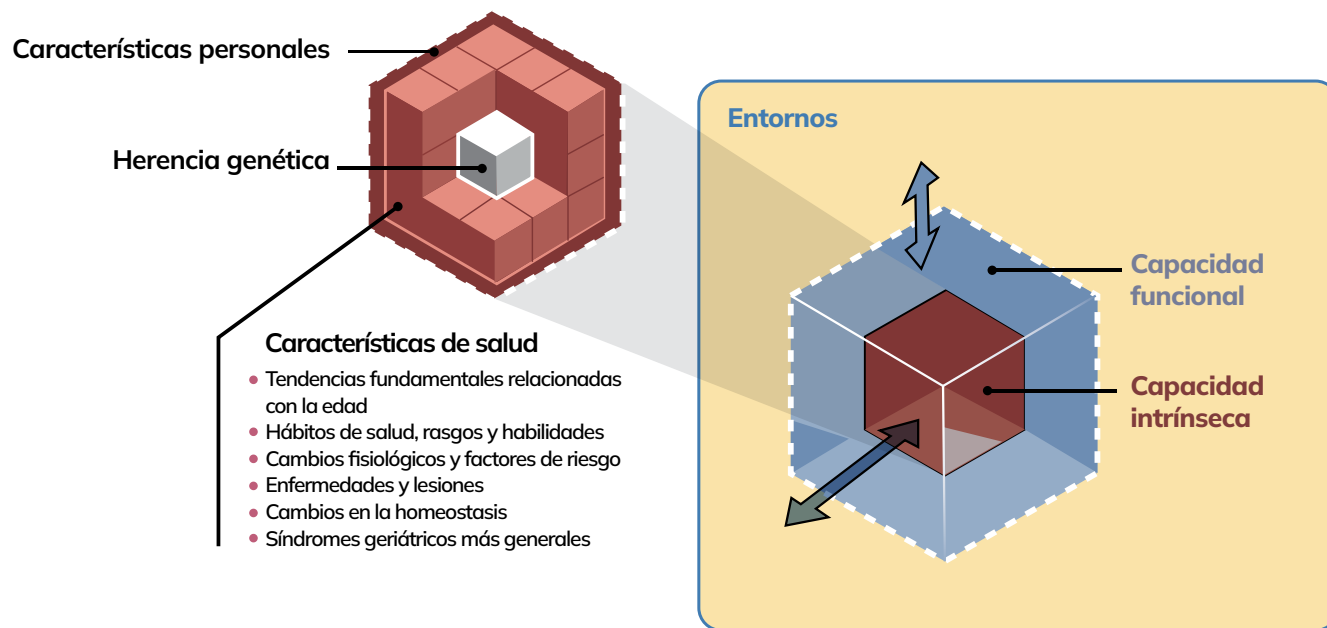 Características personales
Herencia genética
Características de salud
Tendencias fundamentales relacionadas
con la edad
Hábitos de salud, rasgos y habilidades
Cambios fisiológicos y factores de riesgo
Enfermedades y lesiones
Cambios en la homeostasis
Síndromes geriátricos más generales
Entornos
Capacidad
funcional
Capacidad
intrínseca